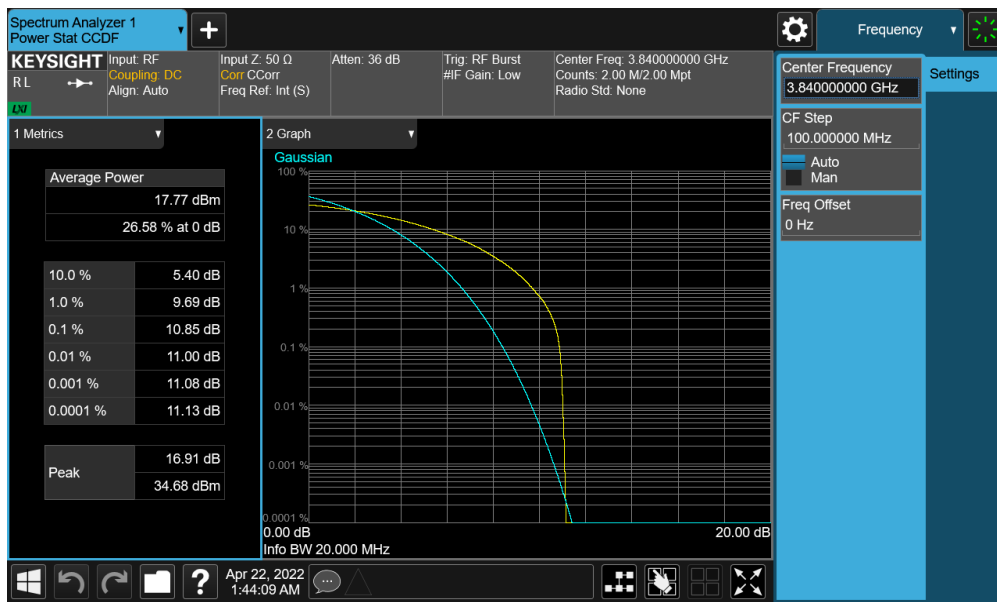 Spectrum Analyzer 1
Power Stat CCDF
Frequency
KEYSIGHT
R L
LXI
Input: RF
Coupling: DC
Align: Auto
Input Z: 50 Ω
Corr CCorr
Freq Ref: Int (S)
Atten: 36 dB
Trig: RF Burst
#IF Gain: Low
Center Freq: 3.840000000 GHz
Counts: 2.00 M/2.00 Mpt
Radio Std: None
Center Frequency
3.840000000 GHz
Settings
CF Step
100.000000 MHz
Auto
Man
Freq Offset
0 Hz
1 Metrics
Average Power
17.77 dBm
26.58 % at 0 dB
10.0 % 5.40 dB
1.0 % 9.69 dB
0.1 % 10.85 dB
0.01 % 11.00 dB
0.001 % 11.08 dB
0.0001 % 11.13 dB
Peak
16.91 dB
34.68 dBm
2 Graph
Gaussian
100 %
10 %
1 %
0.1 %
0.01 %
0.001 %
0.0001 %
0.00 dB 20.00 dB
Info BW 20.000 MHz
?
Apr 22, 2022
1:44:09 AM